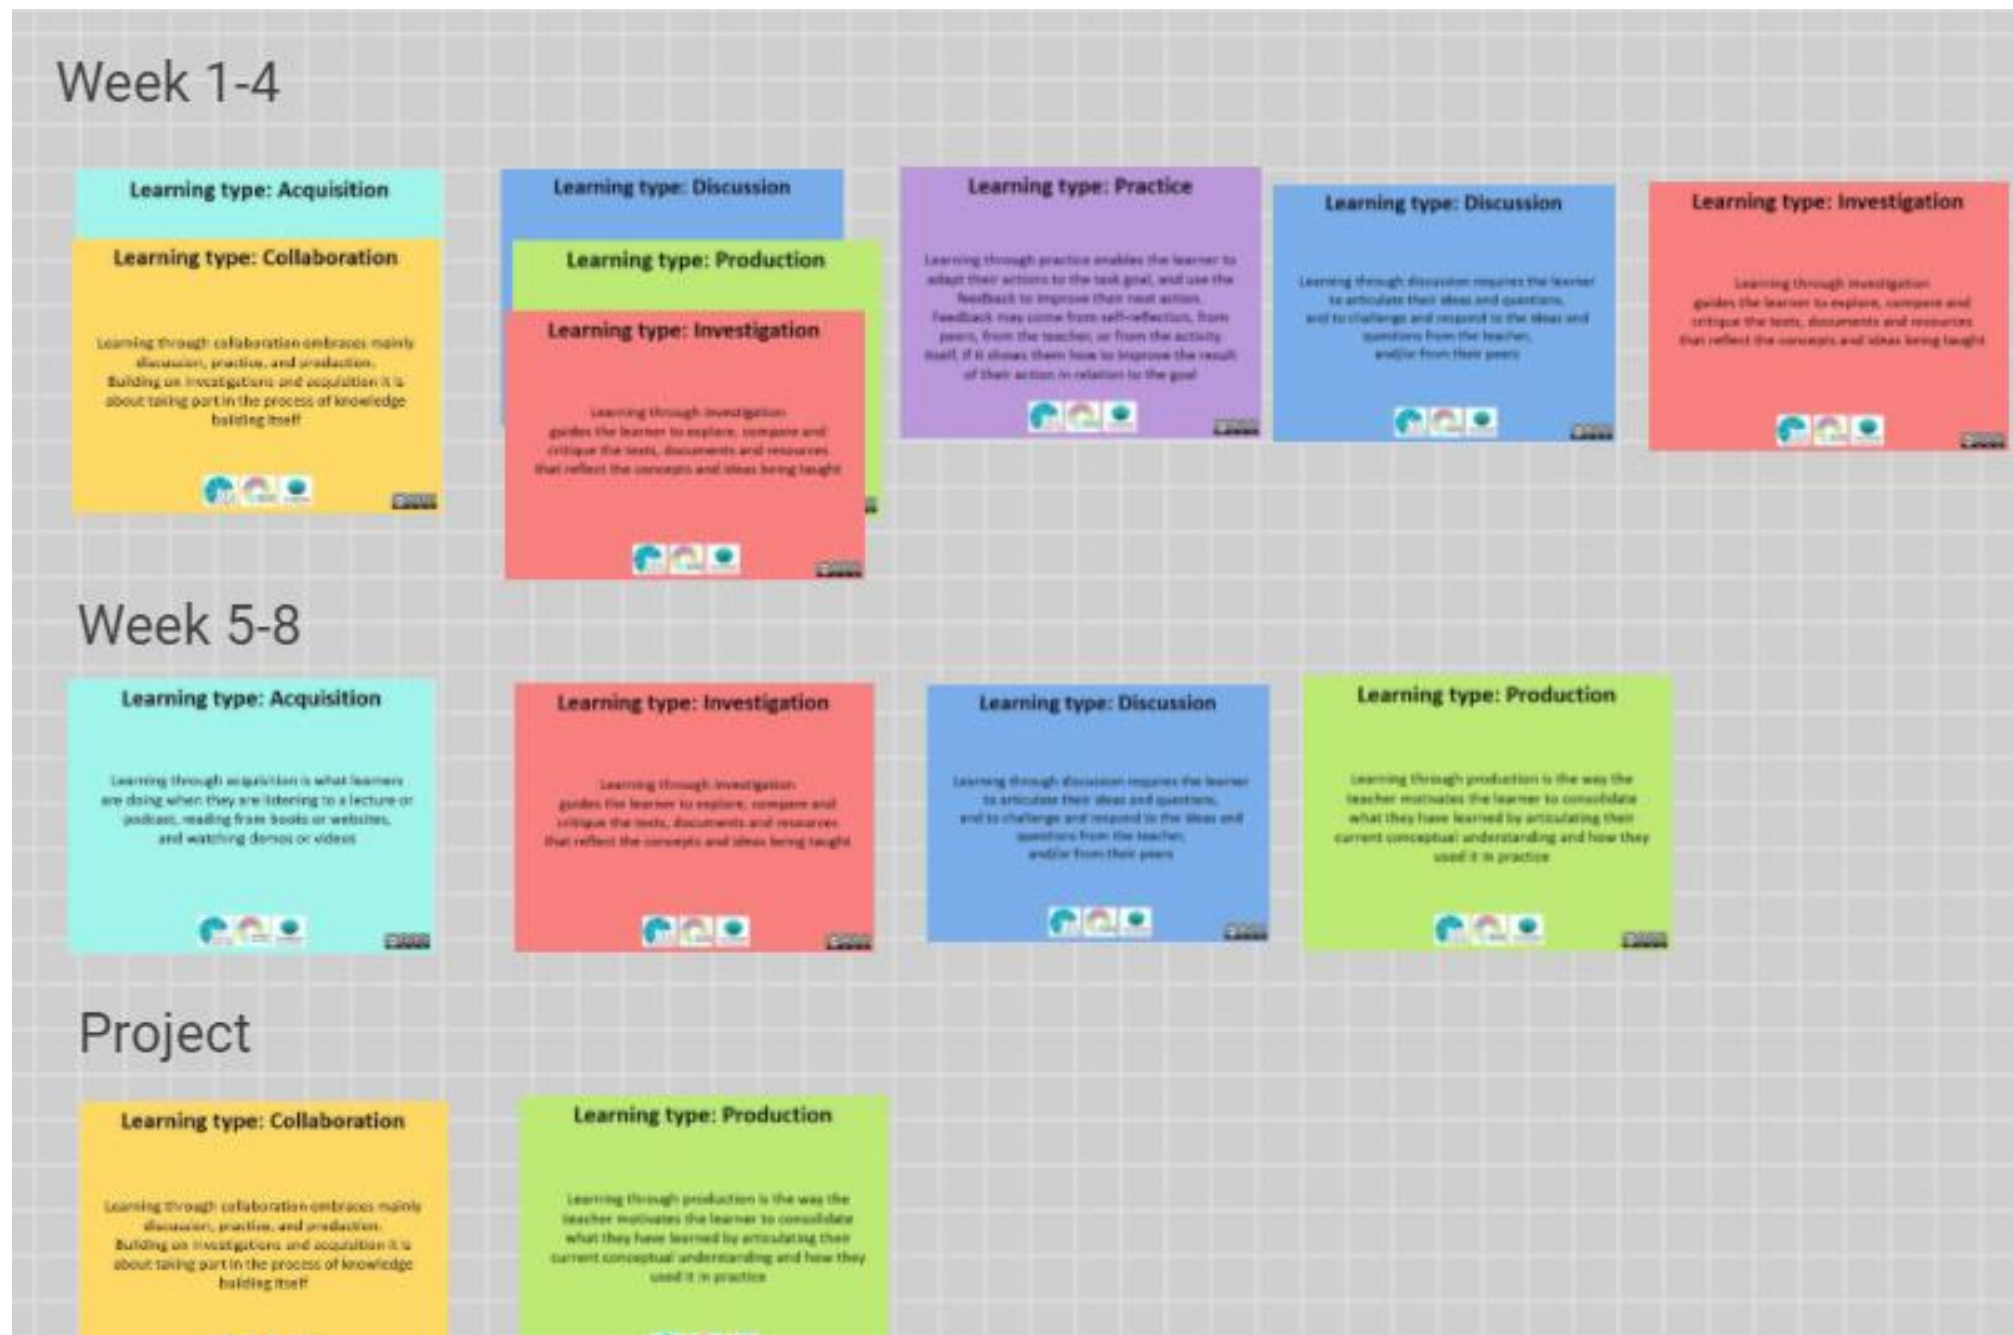 Week 1-4
Learning type: Acquisition
Learning type: Collaboration
Learning through collaboration embraces mainly
discussion, practice, and production.
Building on investigations and acquisition it is
about taking part in the process of knowledge
building itself
Learning type: Discussion
Learning type: Production
Learning type: Investigation
Learning through investigation
guides the learner to explore, compare and
critique the texts, documents and resources
that reflect the concepts and ideas being taught
Learning type: Practice
Learning through practice enables the learner to
adapt their actions to the task goal, and use the
feedback to improve their next action.
Feedback may come from self-reflection, from
peers, from the teacher, or from the activity
itself, if it shows them how to improve the result
of their action in relation to the goal
Learning type: Discussion
Learning through discussion requires the learner
to articulate their ideas and questions,
and to challenge and respond to the ideas and
questions from the teacher,
and/or from their peers
Learning type: Investigation
Learning through investigation
guides the learner to explore, compare and
critique the texts, documents and resources
that reflect the concepts and ideas being taught
Week 5-8
Learning type: Acquisition
Learning through acquisition is what learners
are doing when they are listening to a lecture or
podcast, reading from books or websites,
and watching demos or videos
Learning type: Investigation
Learning through investigation
guides the learner to explore, compare and
critique the texts, documents and resources
that reflect the concepts and ideas being taught
Learning type: Discussion
Learning through discussion requires the learner
to articulate their ideas and questions,
and to challenge and respond to the ideas and
questions from the teacher,
and/or from their peers
Learning type: Production
Learning through production is the way the
teacher motivates the learner to consolidate
what they have learned by articulating their
current conceptual understanding and how they
used it in practice
Project
Learning type: Collaboration
Learning through collaboration embraces mainly
discussion, practice, and production.
Building on investigations and acquisition it is
about taking part in the process of knowledge
building itself
Learning type: Production
Learning through production is the way the
teacher motivates the learner to consolidate
what they have learned by articulating their
current conceptual understanding and how they
used it in practice